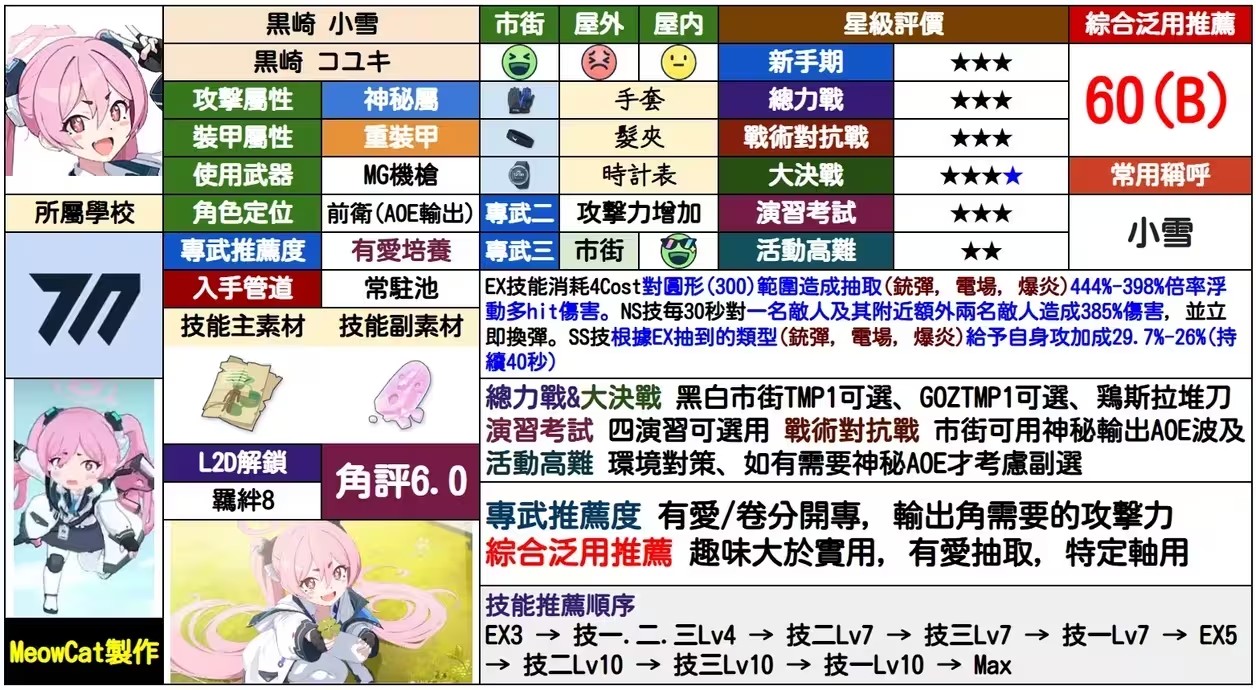 黒崎 小雪
黒崎 コユキ
攻擊屬性 神秘屬
裝甲屬性 重裝甲
使用武器 MG機槍
所屬學校
角色定位 前衛(AOE輸出)
專武推薦度 有愛培養
入手管道 常駐池
技能主素材 技能副素材
L2D解鎖
羈絆8
角評6.0
MeowCat製作
市街 屋外 屋内
手套
髮夾
時計表
專武二 攻擊力增加
專武三 市街
星級評價
新手期 ★★★
總力戰 ★★★
戰術對抗戰 ★★★
大決戰 ★★★★
演習考試 ★★★
活動高難 ★★
綜合泛用推薦
60(B)
常用稱呼
小雪
EX技能消耗4Cost對圓形(300)範圍造成抽取(銃彈, 電場, 爆炎)444%-398%倍率浮
動多hit傷害。NS技每30秒對一名敵人及其附近額外兩名敵人造成385%傷害, 並立
即換彈。SS技根據EX抽到的類型(銃彈, 電場, 爆炎)給予自身攻加成29.7%-26%(持
續40秒)
總力戰&大決戰 黑白市街TMP1可選、GOZTMP1可選、鶏斯拉堆刀
演習考試 四演習可選用 戰術對抗戰 市街可用神秘輸出AOE波及
活動高難 環境對策、如有需要神秘AOE才考慮副選
專武推薦度 有愛/卷分開專, 輸出角需要的攻擊力
綜合泛用推薦 趣味大於實用, 有愛抽取, 特定軸用
技能推薦順序
EX3 → 技一.二.三Lv4 → 技二Lv7 → 技三Lv7 → 技一Lv7 → EX5
→ 技二Lv10 → 技三Lv10 → 技一Lv10 → Max